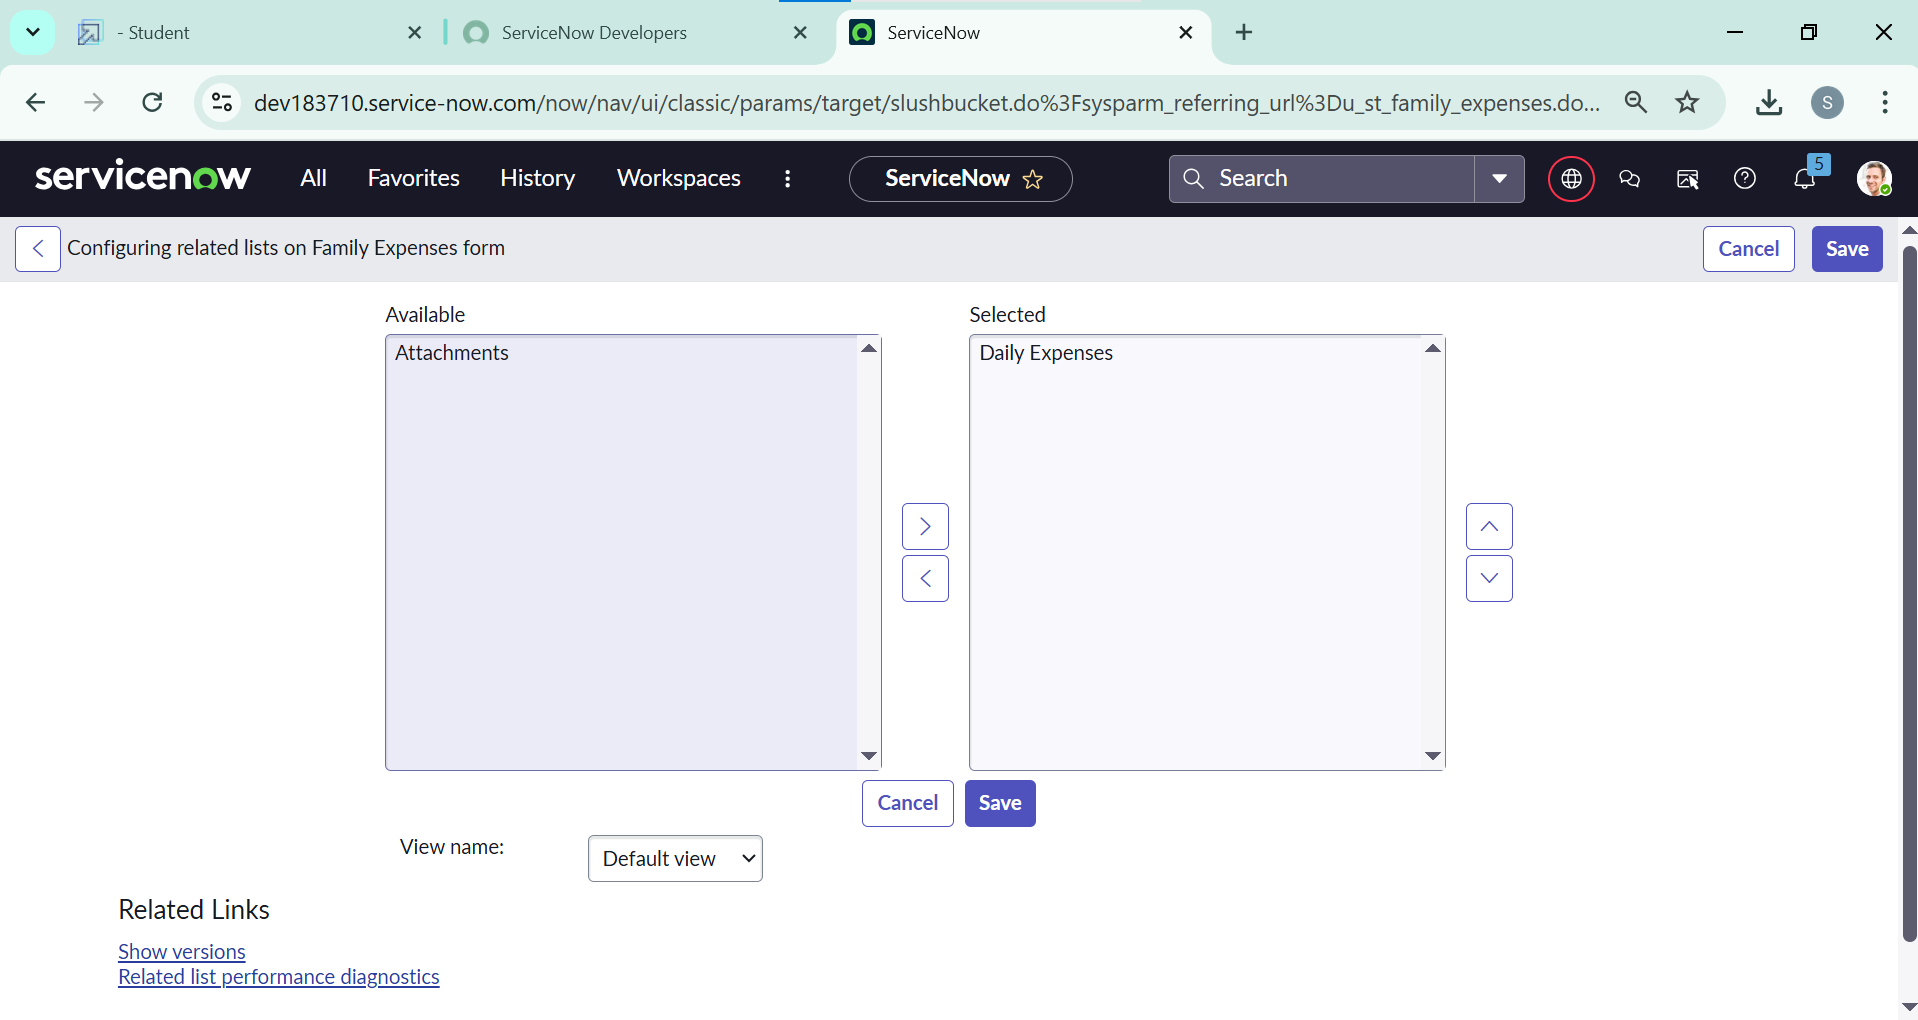 - Student
ServiceNow Developers
ServiceNow
dev183710.service-now.com/now/nav/ui/classic/params/target/slushbucket.do%3Fsysparm_referring_url%3Du_st_family_expenses.do...
S
servicenow
All
Favorites
History
Workspaces
ServiceNow
Search
5
Configuring related lists on Family Expenses form
Cancel
Save
Available
Selected
Attachments
Daily Expenses
Cancel
Save
View name:
Default view
Related Links
Show versions
Related list performance diagnostics